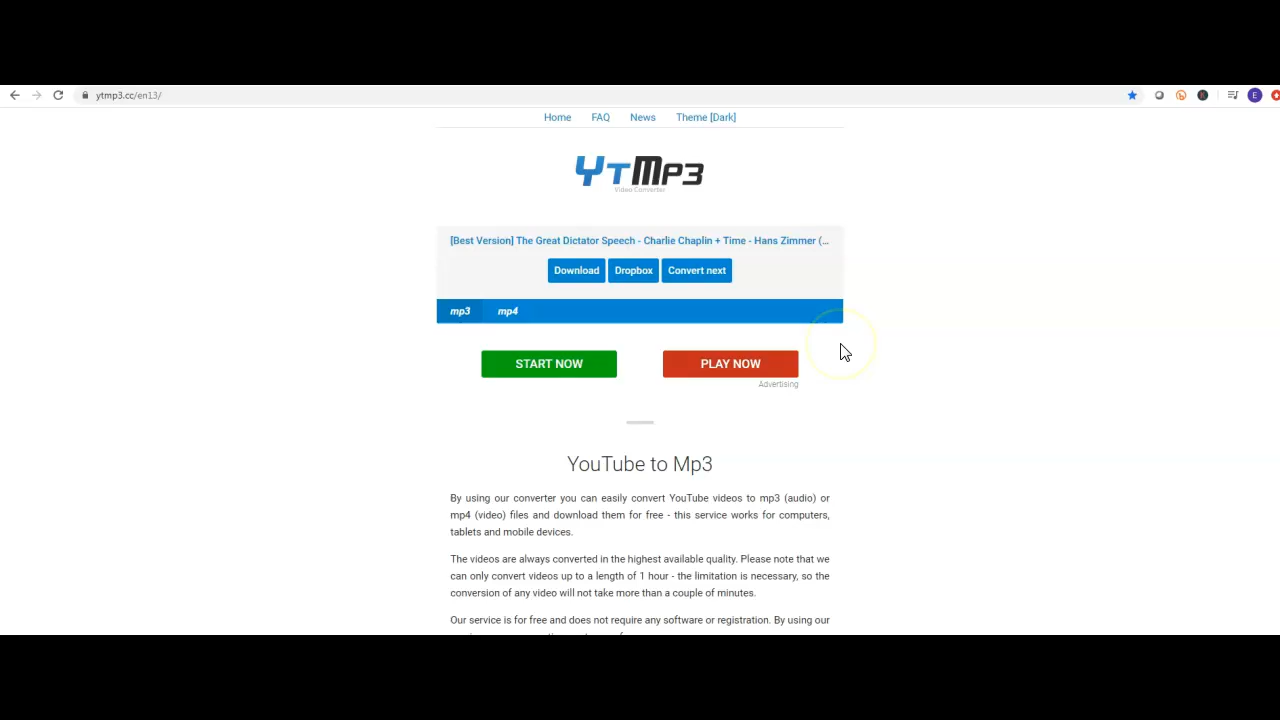 ytmp3.cc/en13/
E
Home FAQ News Theme [Dark]
YTMP3
Video Converter
[Best Version] The Great Dictator Speech - Charlie Chaplin + Time - Hans Zimmer (...
Download Dropbox Convert next
mp3 mp4
START NOW PLAY NOW
Advertising
YouTube to Mp3
By using our converter you can easily convert YouTube videos to mp3 (audio) or
mp4 (video) files and download them for free - this service works for computers,
tablets and mobile devices.
The videos are always converted in the highest available quality. Please note that we
can only convert videos up to a length of 1 hour - the limitation is necessary, so the
conversion of any video will not take more than a couple of minutes.
Our service is for free and does not require any software or registration. By using our